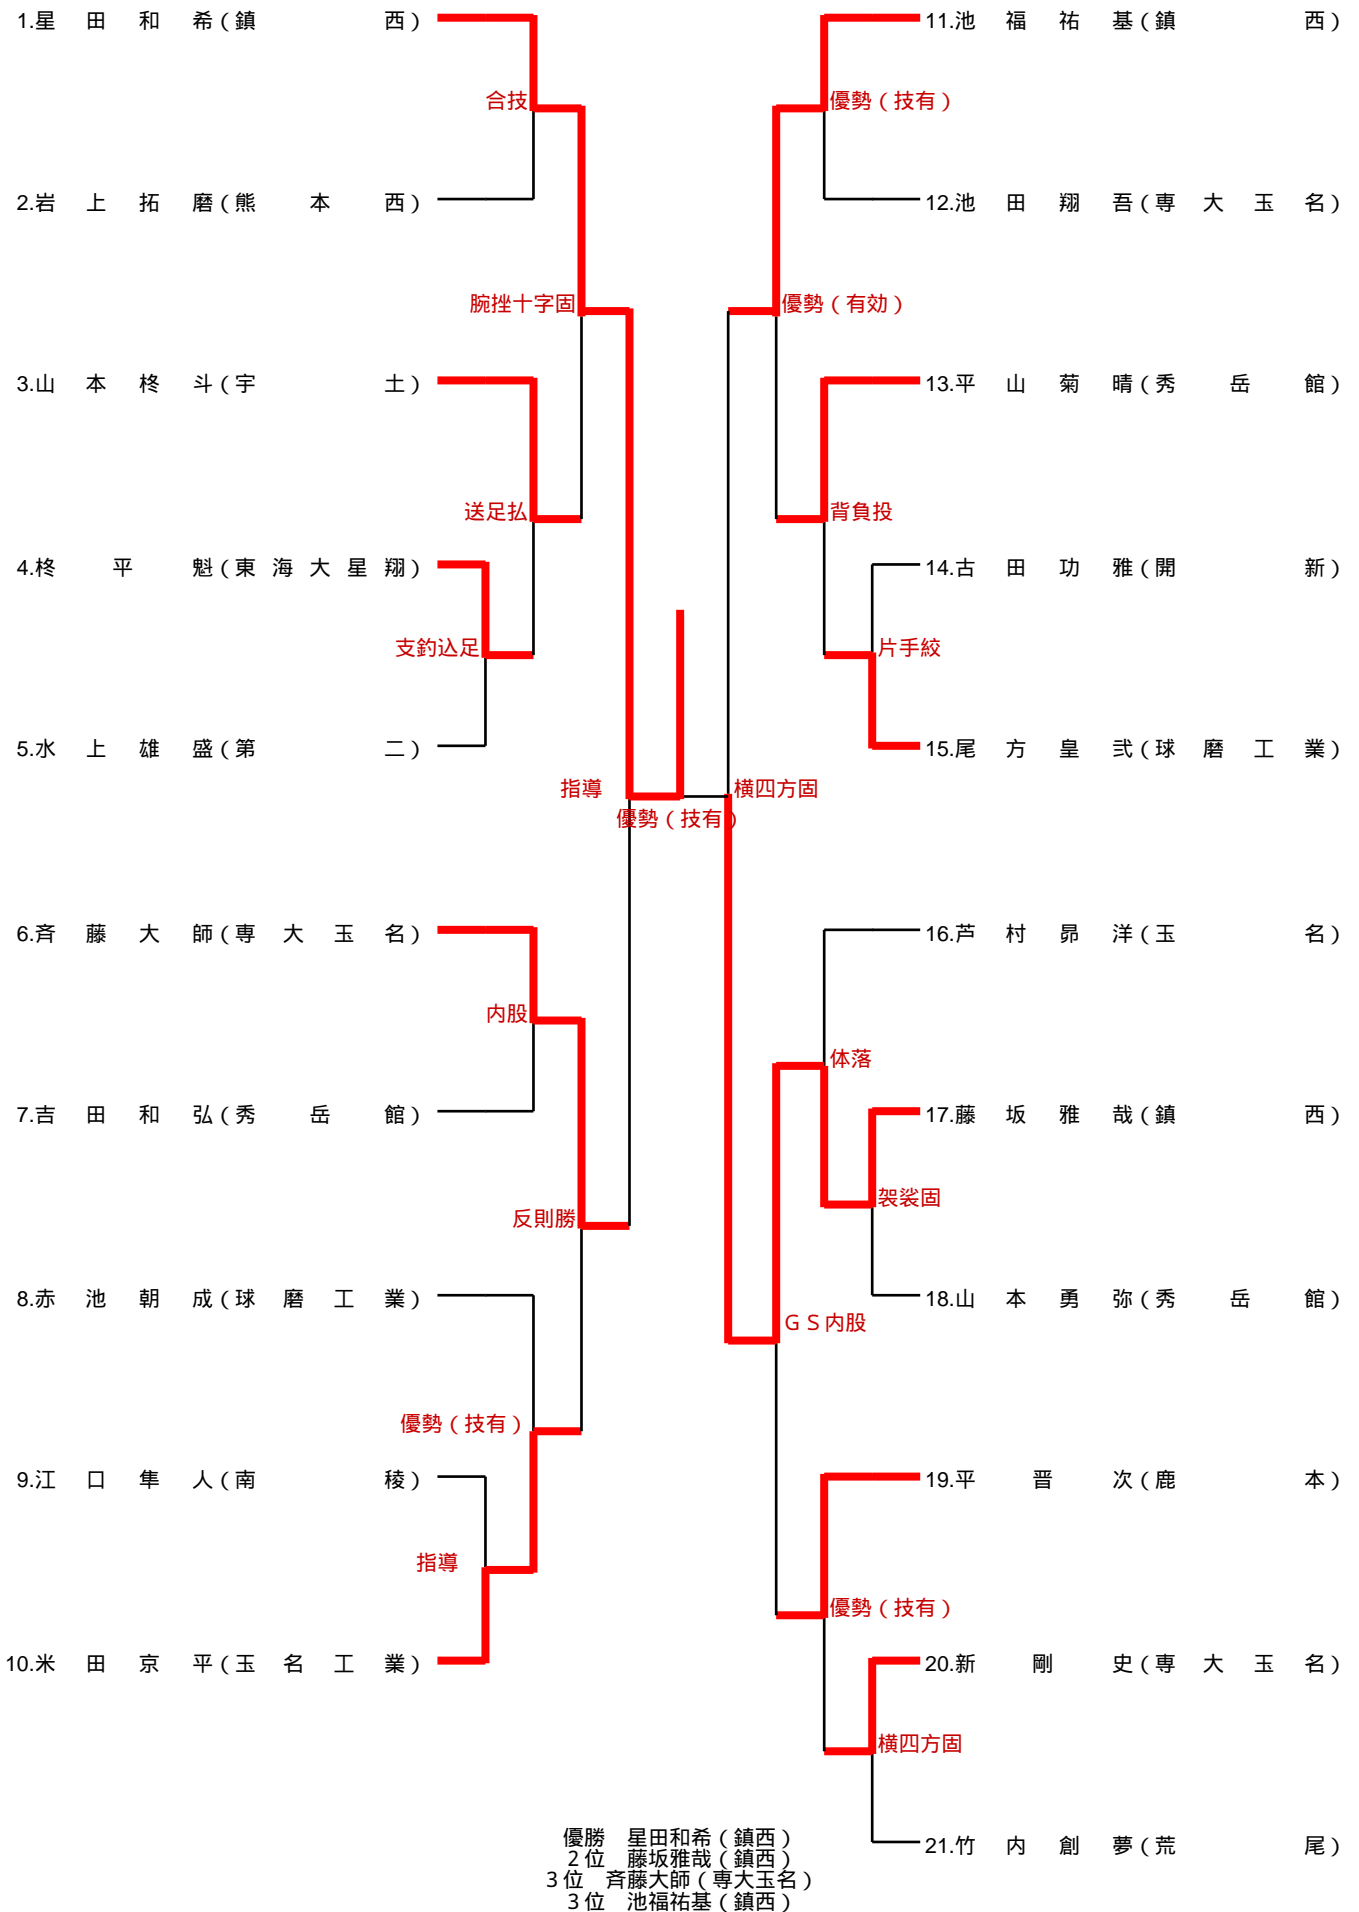 1.星田和希(鎮西)
合技
2.岩上拓磨(熊本西)
腕挫十字固
3.山本柊斗(宇土)
送足払
4.柊平魁(東海大星翔)
支釣込足
5.水上雄盛(第二)
指導
優勢(技有)
6.斉藤大師(専大玉名)
内股
7.吉田和弘(秀岳館)
反則勝
8.赤池朝成(球磨工業)
優勢(技有)
9.江口隼人(南稜)
指導
10.米田京平(玉名工業)
11.池福祐基(鎮西)
優勢(技有)
12.池田翔吾(専大玉名)
優勢(有効)
13.平山菊晴(秀岳館)
背負投
14.古田功雅(開新)
片手絞
15.尾方皇弐(球磨工業)
横四方固
16.芦村昴洋(玉名)
体落
17.藤坂雅哉(鎮西)
袈裟固
18.山本勇弥(秀岳館)
GS内股
19.平晋次(鹿本)
優勢(技有)
20.新剛史(専大玉名)
横四方固
21.竹内創夢(荒尾)
優勝　星田和希(鎮西)
2位　藤坂雅哉(鎮西)
3位　斉藤大師(専大玉名)
3位　池福祐基(鎮西)